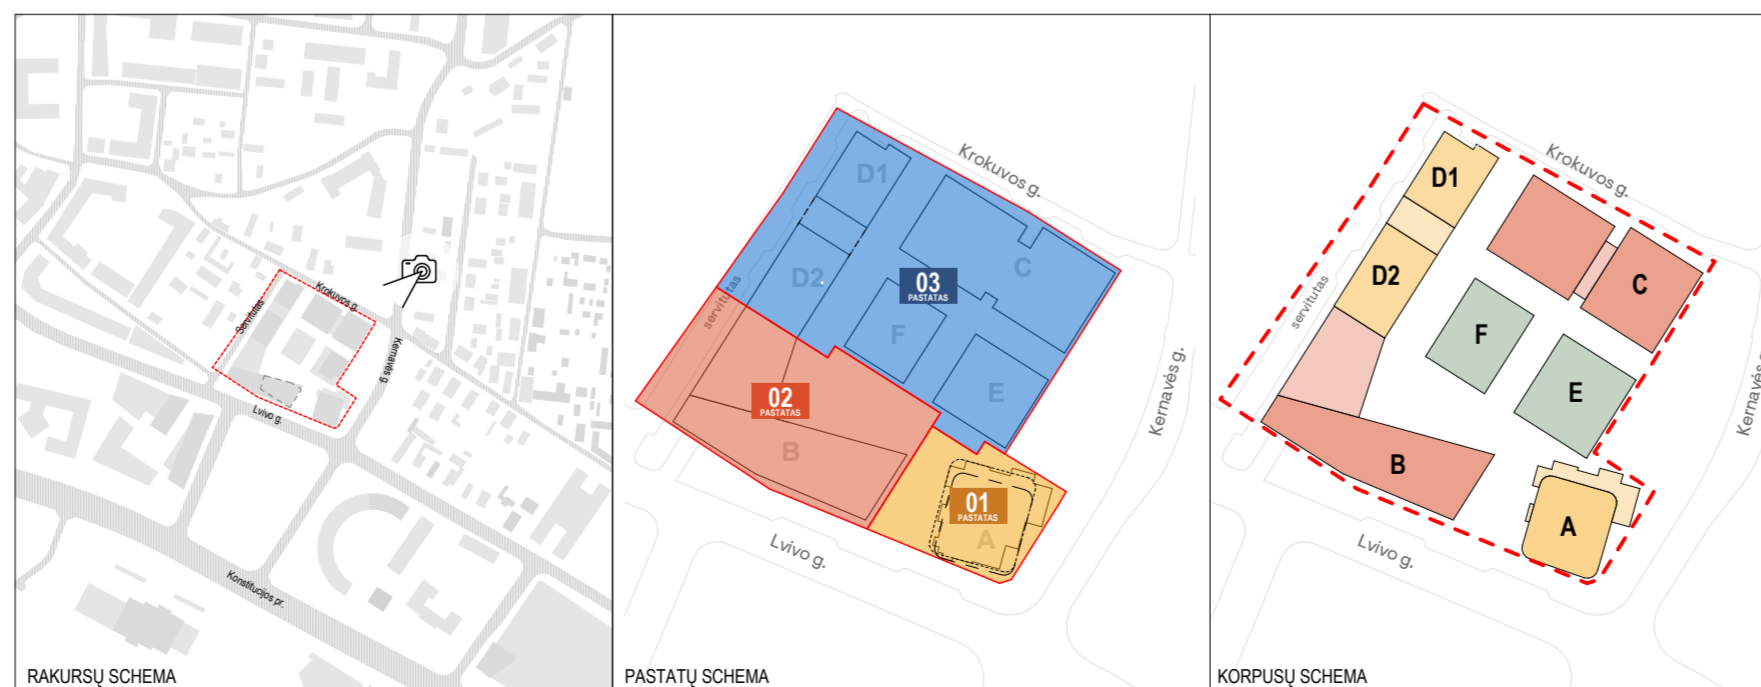 Krokuvos g.
Servitutas
Kernavės g.
Lvivo g.
Konstitucijos pr.
RAKURSŲ SCHEMA
Krokuvos g.
D1
C
D2
servitutas
03
PASTATAS
F
E
Kernavės g.
02
PASTATAS
B
01
PASTATAS
A
Lvivo g.
PASTATŲ SCHEMA
Krokuvos g.
D1
D2
C
servitutas
F
E
Kernavės g.
B
A
Lvivo g.
KORPUSŲ SCHEMA